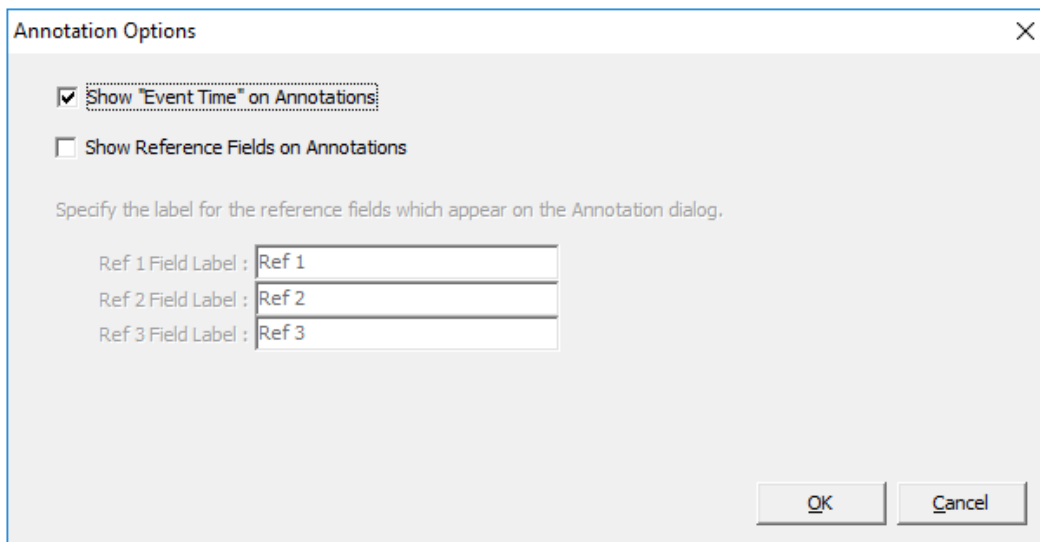 Annotation Options
Show "Event Time" on Annotations
Show Reference Fields on Annotations
Specify the label for the reference fields which appear on the Annotation dialog.
Ref 1 Field Label : Ref 1
Ref 2 Field Label : Ref 2
Ref 3 Field Label : Ref 3
OK Cancel